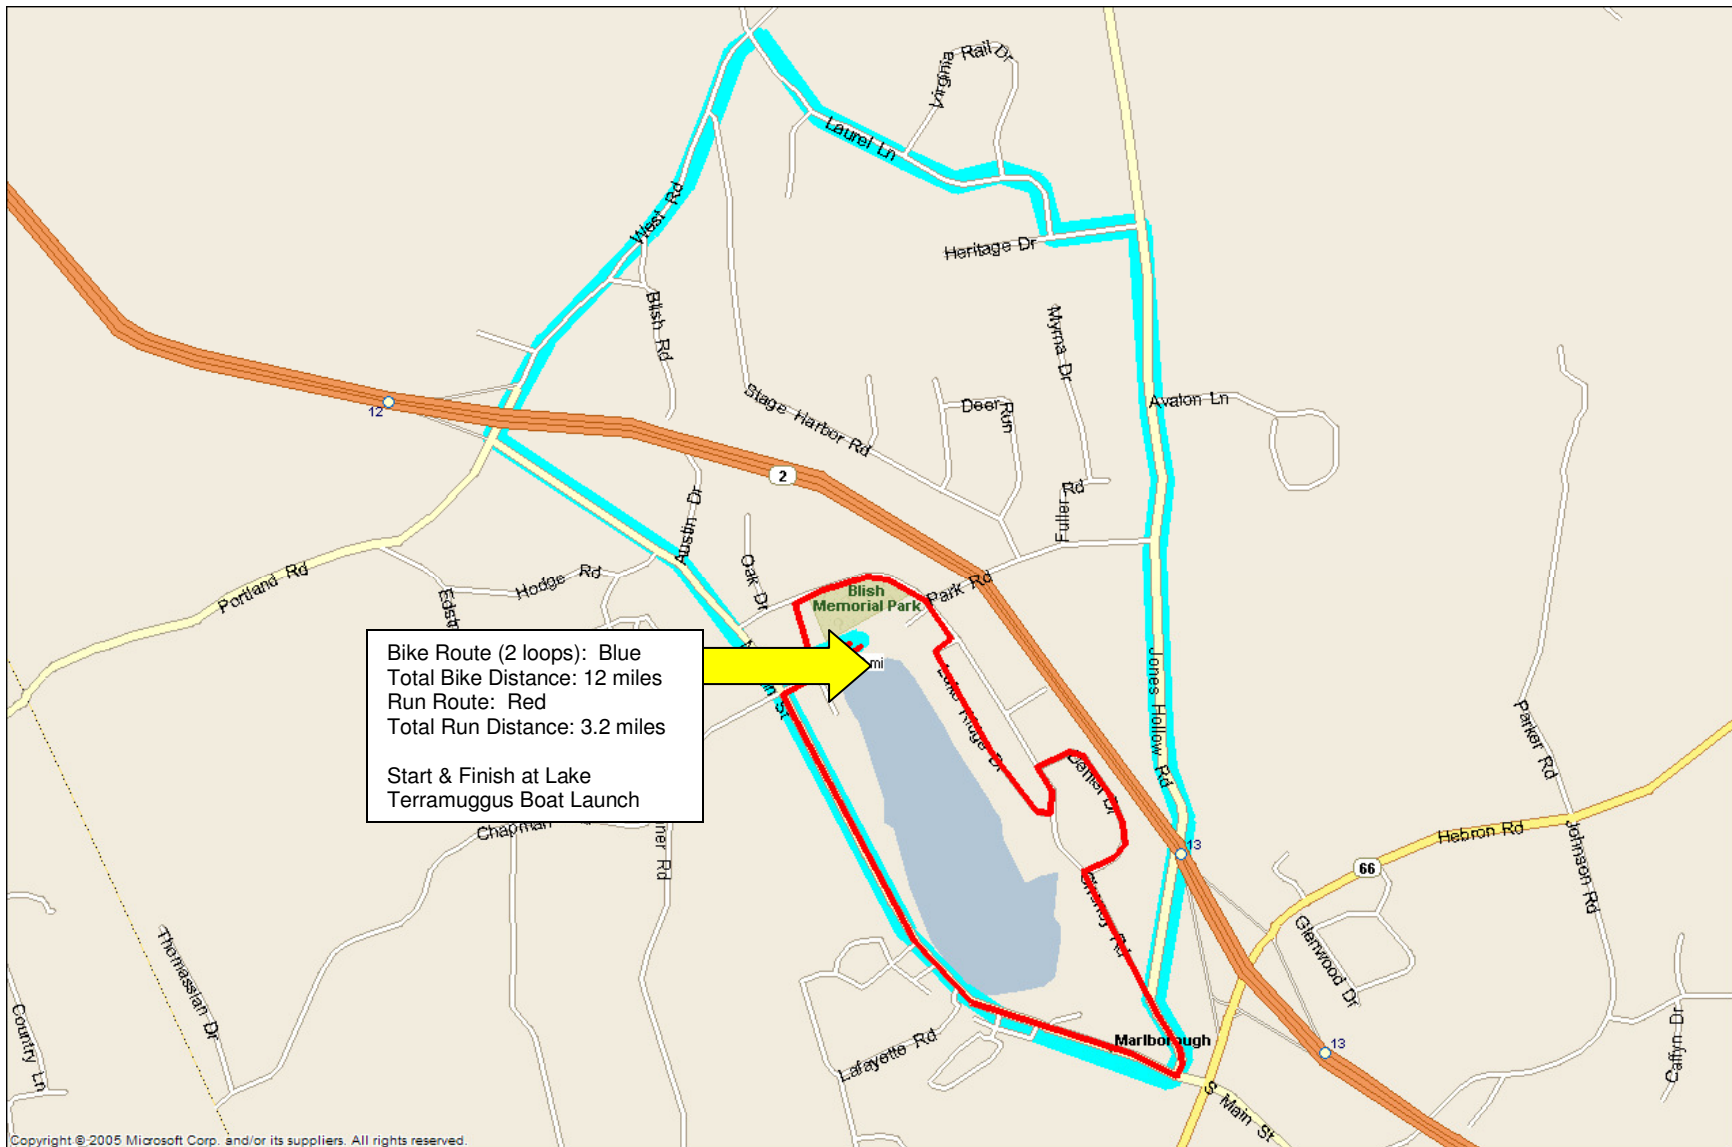 Virginia Rail Dr
Laurel Ln
West Rd
Heritage Dr
Blish Rd
Myrna Dr
12
Stage Harbor Rd
Deer Run
Avalon Ln
2
Rd
Fuller
Austin Dr
Oak Dr
Hodge Rd
Portland Rd
Blish
Memorial Park
Park Rd
Bike Route (2 loops): Blue
Total Bike Distance: 12 miles
Run Route: Red
Total Run Distance: 3.2 miles
Start & Finish at Lake
Terramuggus Boat Launch
mi
St
Lake Ridge Dr
Jones Hollow Rd
Parker Rd
Chapman
Rd
13
Hebron Rd
66
Johnson Rd
Rd
Glenwood Dr
Thomassian Dr
Country Ln
Lafayette Rd
Marlborough
13
Caffyn Dr
S Main St
Copyright © 2005 Microsoft Corp. and/or its suppliers. All rights reserved.